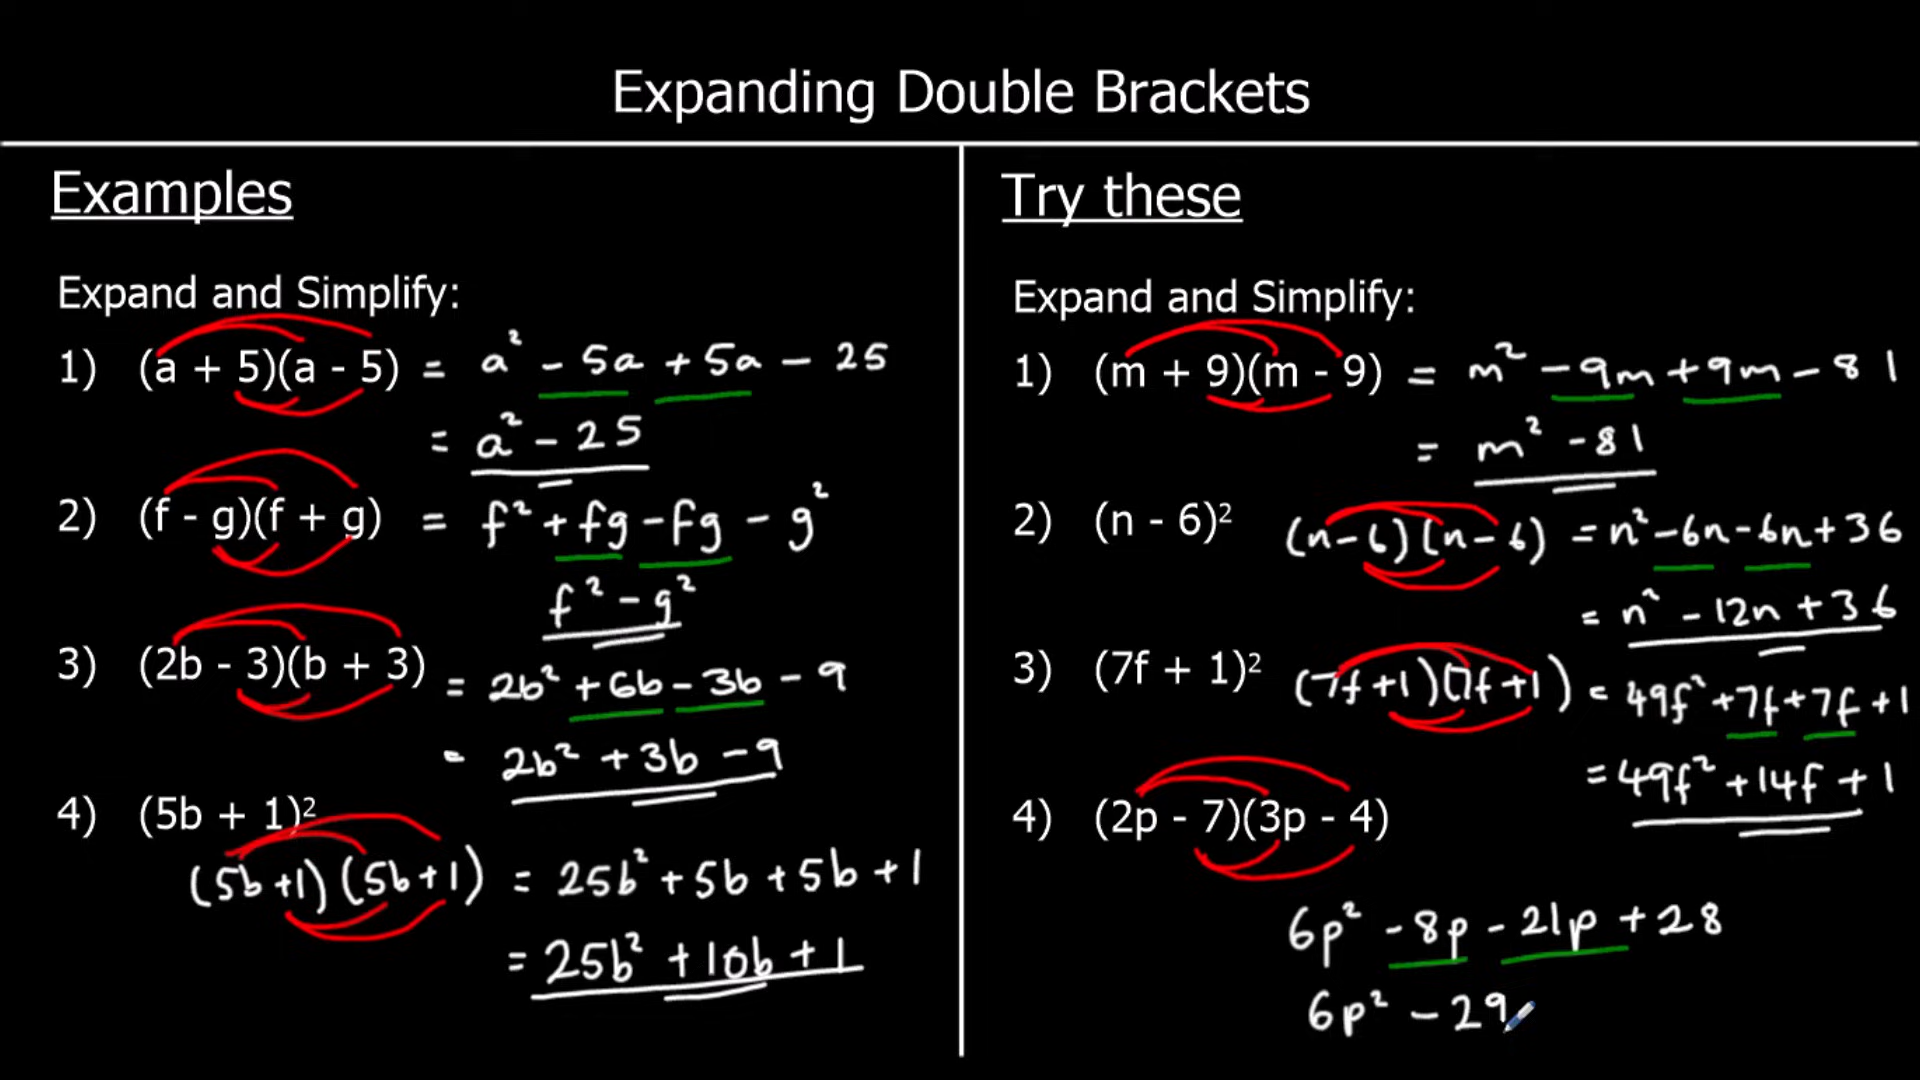 Expanding Double Brackets
Examples
Expand and Simplify:
1) (a + 5)(a - 5) = a² - 5a + 5a - 25
= a² - 25
2) (f - g)(f + g) = f² + fg - fg - g²
f² - g²
3) (2b - 3)(b + 3) = 2b² + 6b - 3b - 9
= 2b² + 3b - 9
4) (5b + 1)²
(5b + 1)(5b + 1) = 25b² + 5b + 5b + 1
= 25b² + 10b + 1
Try these
Expand and Simplify:
1) (m + 9)(m - 9) = m² - 9m + 9m - 81
= m² - 81
2) (n - 6)² (n - 6)(n - 6) = n² - 6n - 6n + 36
= n² - 12n + 36
3) (7f + 1)² (7f + 1)(7f + 1) = 49f² + 7f + 7f + 1
= 49f² + 14f + 1
4) (2p - 7)(3p - 4)
6p² - 8p - 21p + 28
6p² - 29